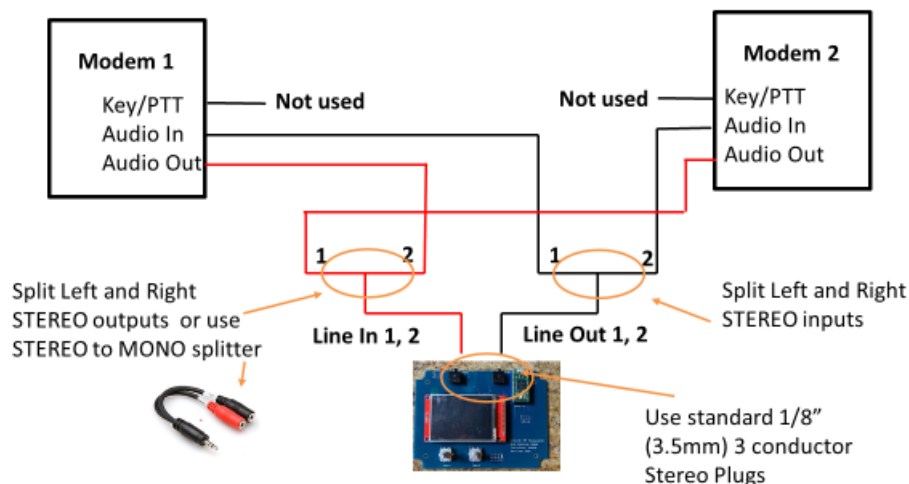 Modem 1
Key/PTT
Audio In
Audio Out
Not used
Modem 2
Not used
Key/PTT
Audio In
Audio Out
1
2
1
2
Split Left and Right
STEREO outputs or use
STEREO to MONO splitter
Line In 1, 2
Line Out 1, 2
Split Left and Right
STEREO inputs
Use standard 1/8”
(3.5mm) 3 conductor
Stereo Plugs